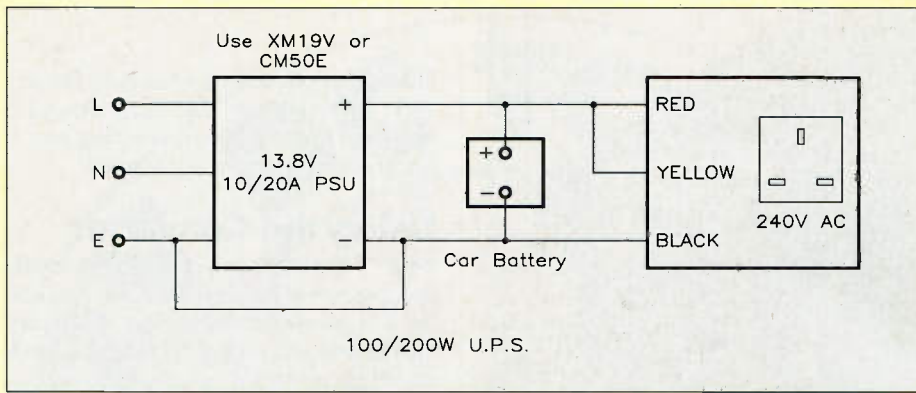 Use XM19V or
CM50E
L
N
E
+
13.8V
10/20A PSU
−
+
−
Car Battery
RED
YELLOW
BLACK
240V AC
100/200W U.P.S.